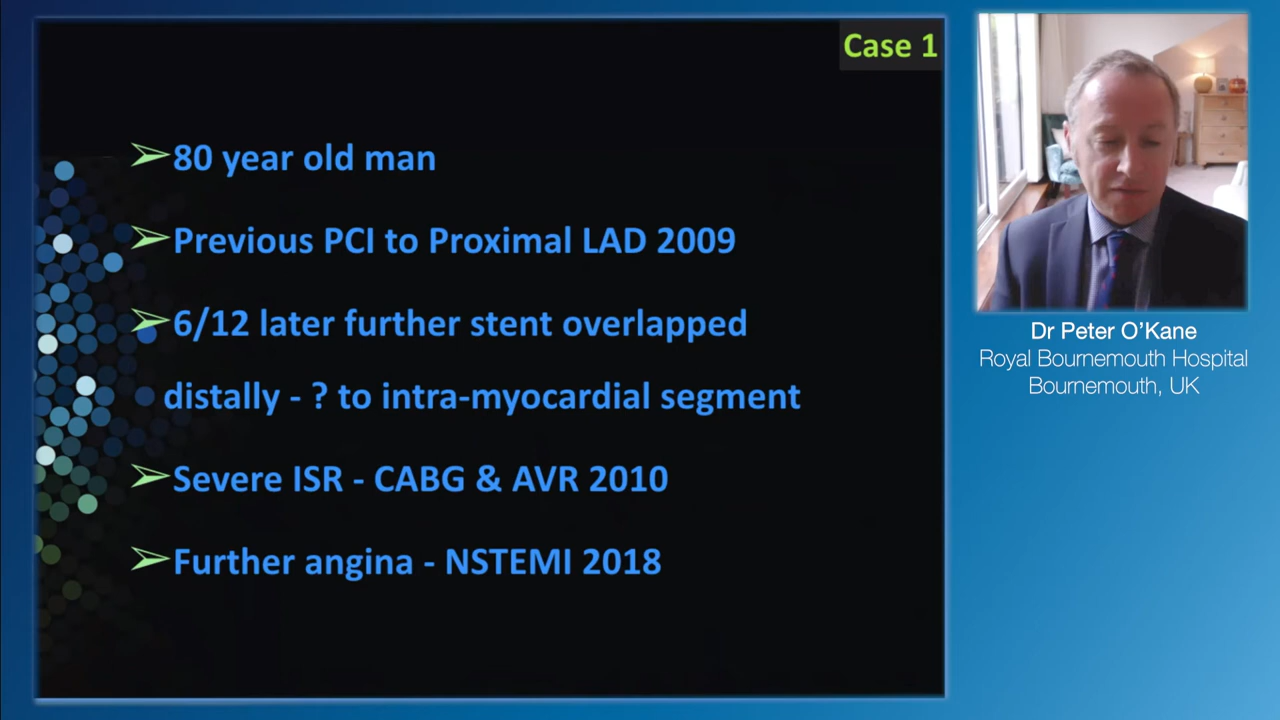 Case 1
80 year old man
Previous PCI to Proximal LAD 2009
6/12 later further stent overlapped
distally - ? to intra-myocardial segment
Severe ISR - CABG & AVR 2010
Further angina - NSTEMI 2018
Dr Peter O'Kane
Royal Bournemouth Hospital
Bournemouth, UK